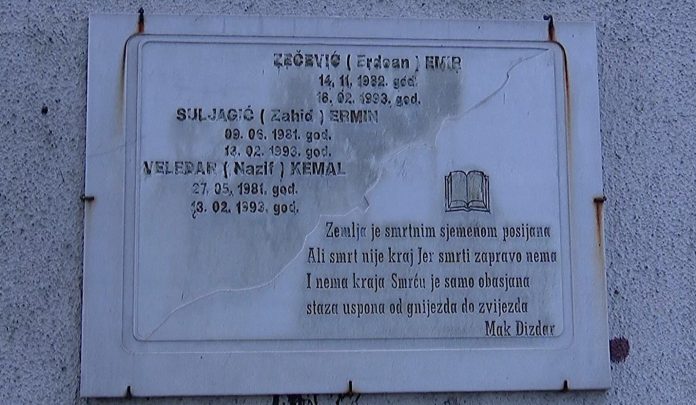 ZEČEVIĆ ( Erdoan ) EMIR
14. 11. 1982. god.
16. 02. 1993. god.
SULJAGIĆ ( Zahid ) ERMIN
09. 06. 1981. god.
13. 02. 1993. god.
VELEDAR ( Nazif ) KEMAL
27. 05. 1981. god.
13. 02. 1993. god.
Zemlja je smrtnim sjemenom posijana
Ali smrt nije kraj Jer smrti zapravo nema
I nema kraja Smrću je samo obasjana
staza uspona od gnijezda do zvijezda
Mak Dizdar